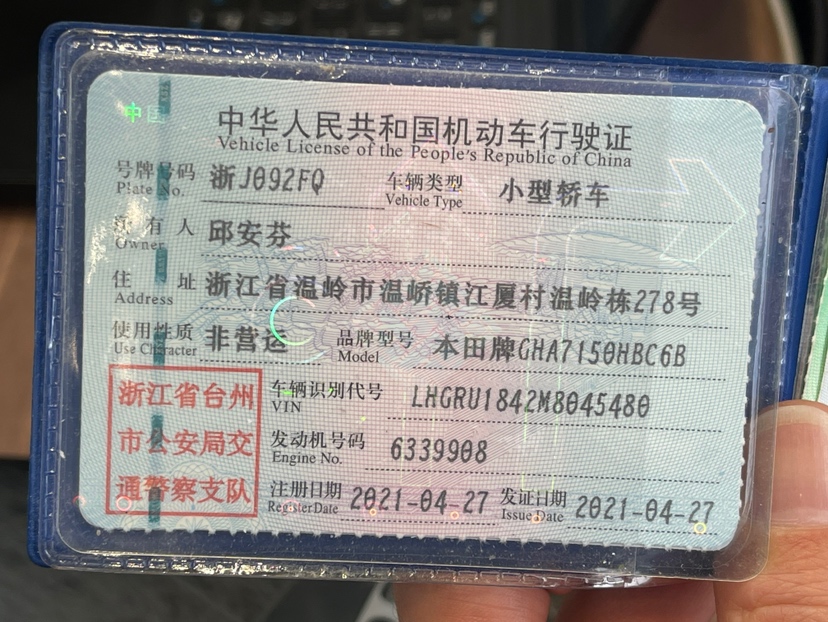 中国
中华人民共和国机动车行驶证
Vehicle License of the People's Republic of China
号牌号码 浙J092FQ 车辆类型 小型轿车
Plate No. Vehicle Type
所有人 邱安芬
Owner
住址 浙江省温岭市温峤镇江厦村温岭栋278号
Address
使用性质 非营运 品牌型号 本田牌GHA7150HBC6B
Use Character Model
浙江省台州
市公安局交
通警察支队
车辆识别代号 LHGRU1842M8045480
VIN
发动机号码 6339908
Engine No.
注册日期 2021-04-27 发证日期 2021-04-27
Register Date Issue Date